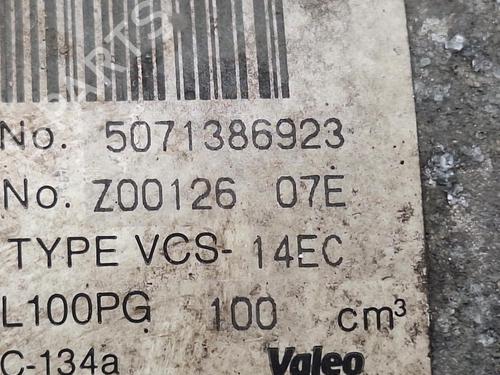 No. 5071386923
No. Z00126 07E
TYPE VCS- 14EC
L100PG 100 cm³
C-134a Valeo